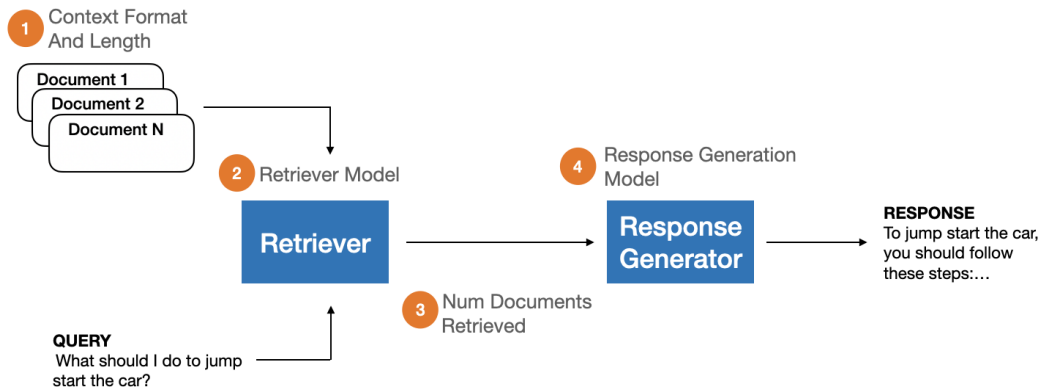 1
Context Format
And Length
Document 1
Document 2
Document N
2
Retriever Model
Retriever
QUERY
What should I do to jump
start the car?
3
Num Documents
Retrieved
4
Response Generation
Model
Response
Generator
RESPONSE
To jump start the car,
you should follow
these steps:...